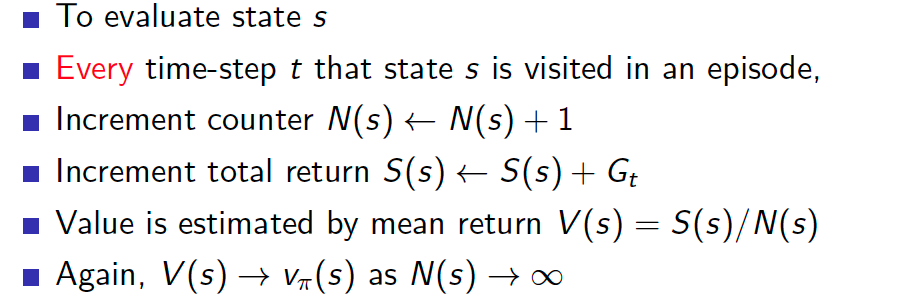 To evaluate state s
Every time-step t that state s is visited in an episode,
Increment counter N(s) ← N(s) + 1
Increment total return S(s) ← S(s) + Gₜ
Value is estimated by mean return V(s) = S(s)/N(s)
Again, V(s) → v_π(s) as N(s) → ∞